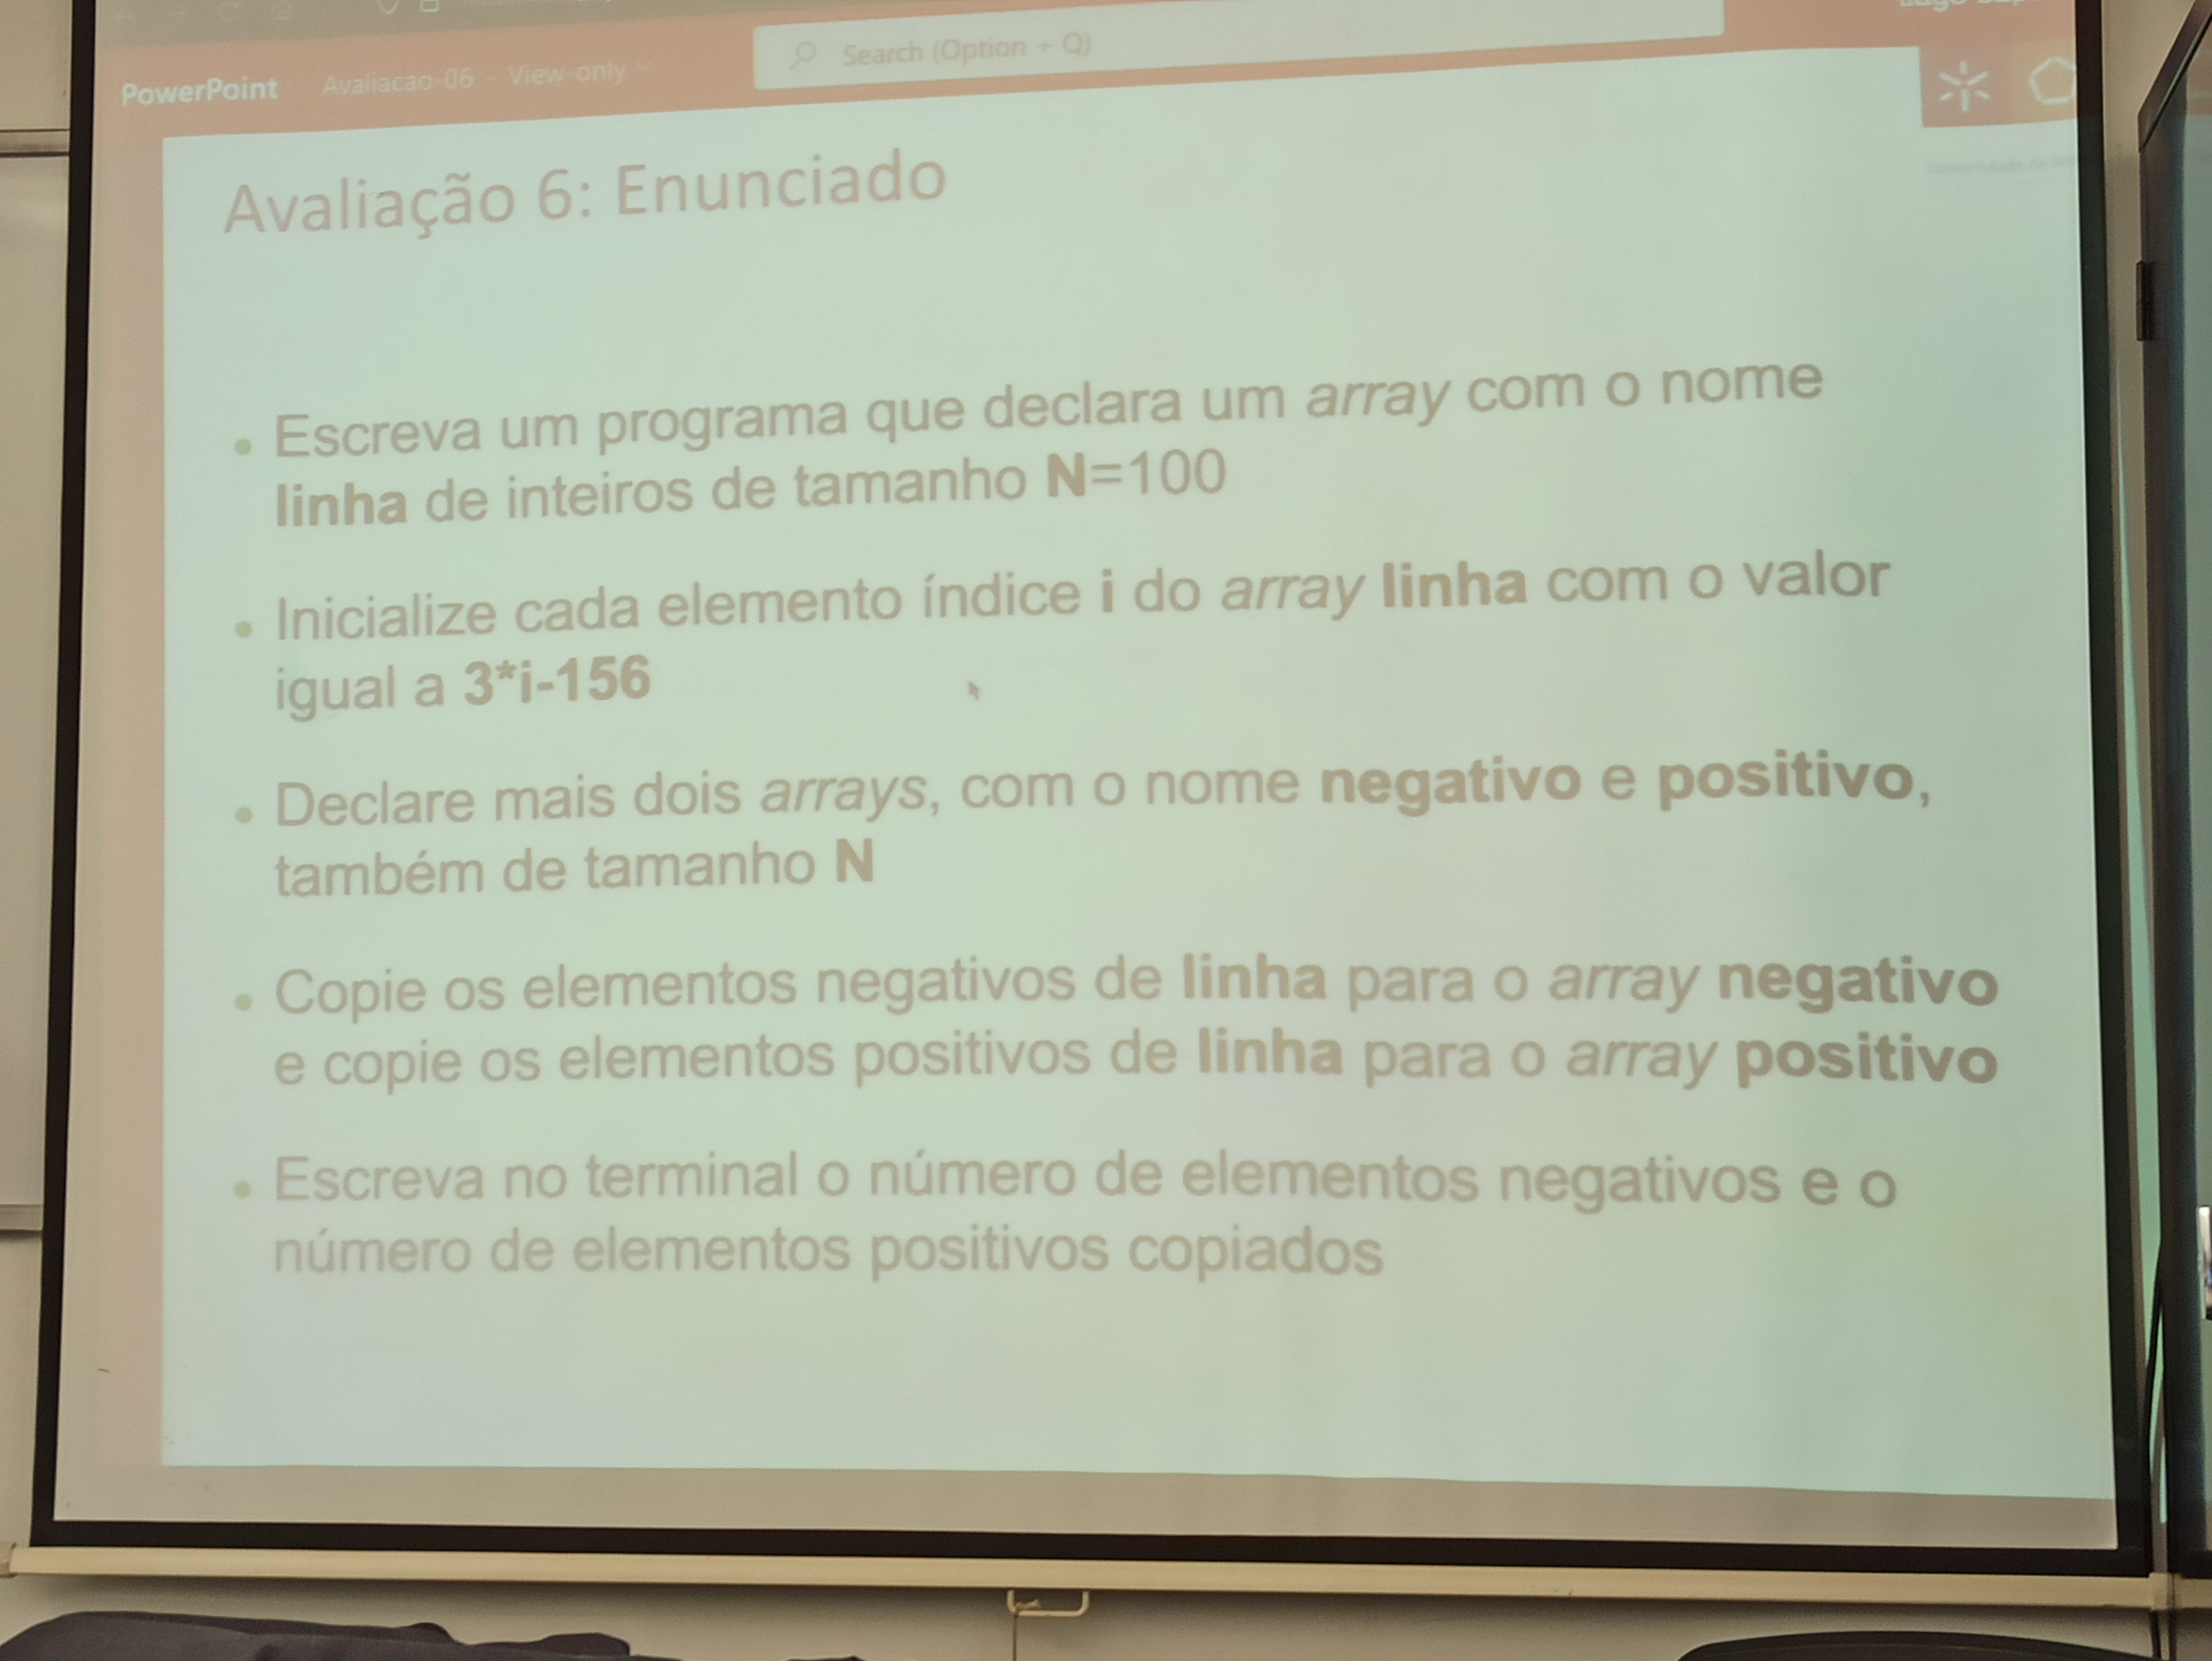 PowerPoint Avaliacao-06 - View-only
Search (Option + Q)
Avaliação 6: Enunciado
• Escreva um programa que declara um array com o nome
linha de inteiros de tamanho N=100
• Inicialize cada elemento índice i do array linha com o valor
igual a 3*i-156
• Declare mais dois arrays, com o nome negativo e positivo,
também de tamanho N
• Copie os elementos negativos de linha para o array negativo
e copie os elementos positivos de linha para o array positivo
• Escreva no terminal o número de elementos negativos e o
número de elementos positivos copiados